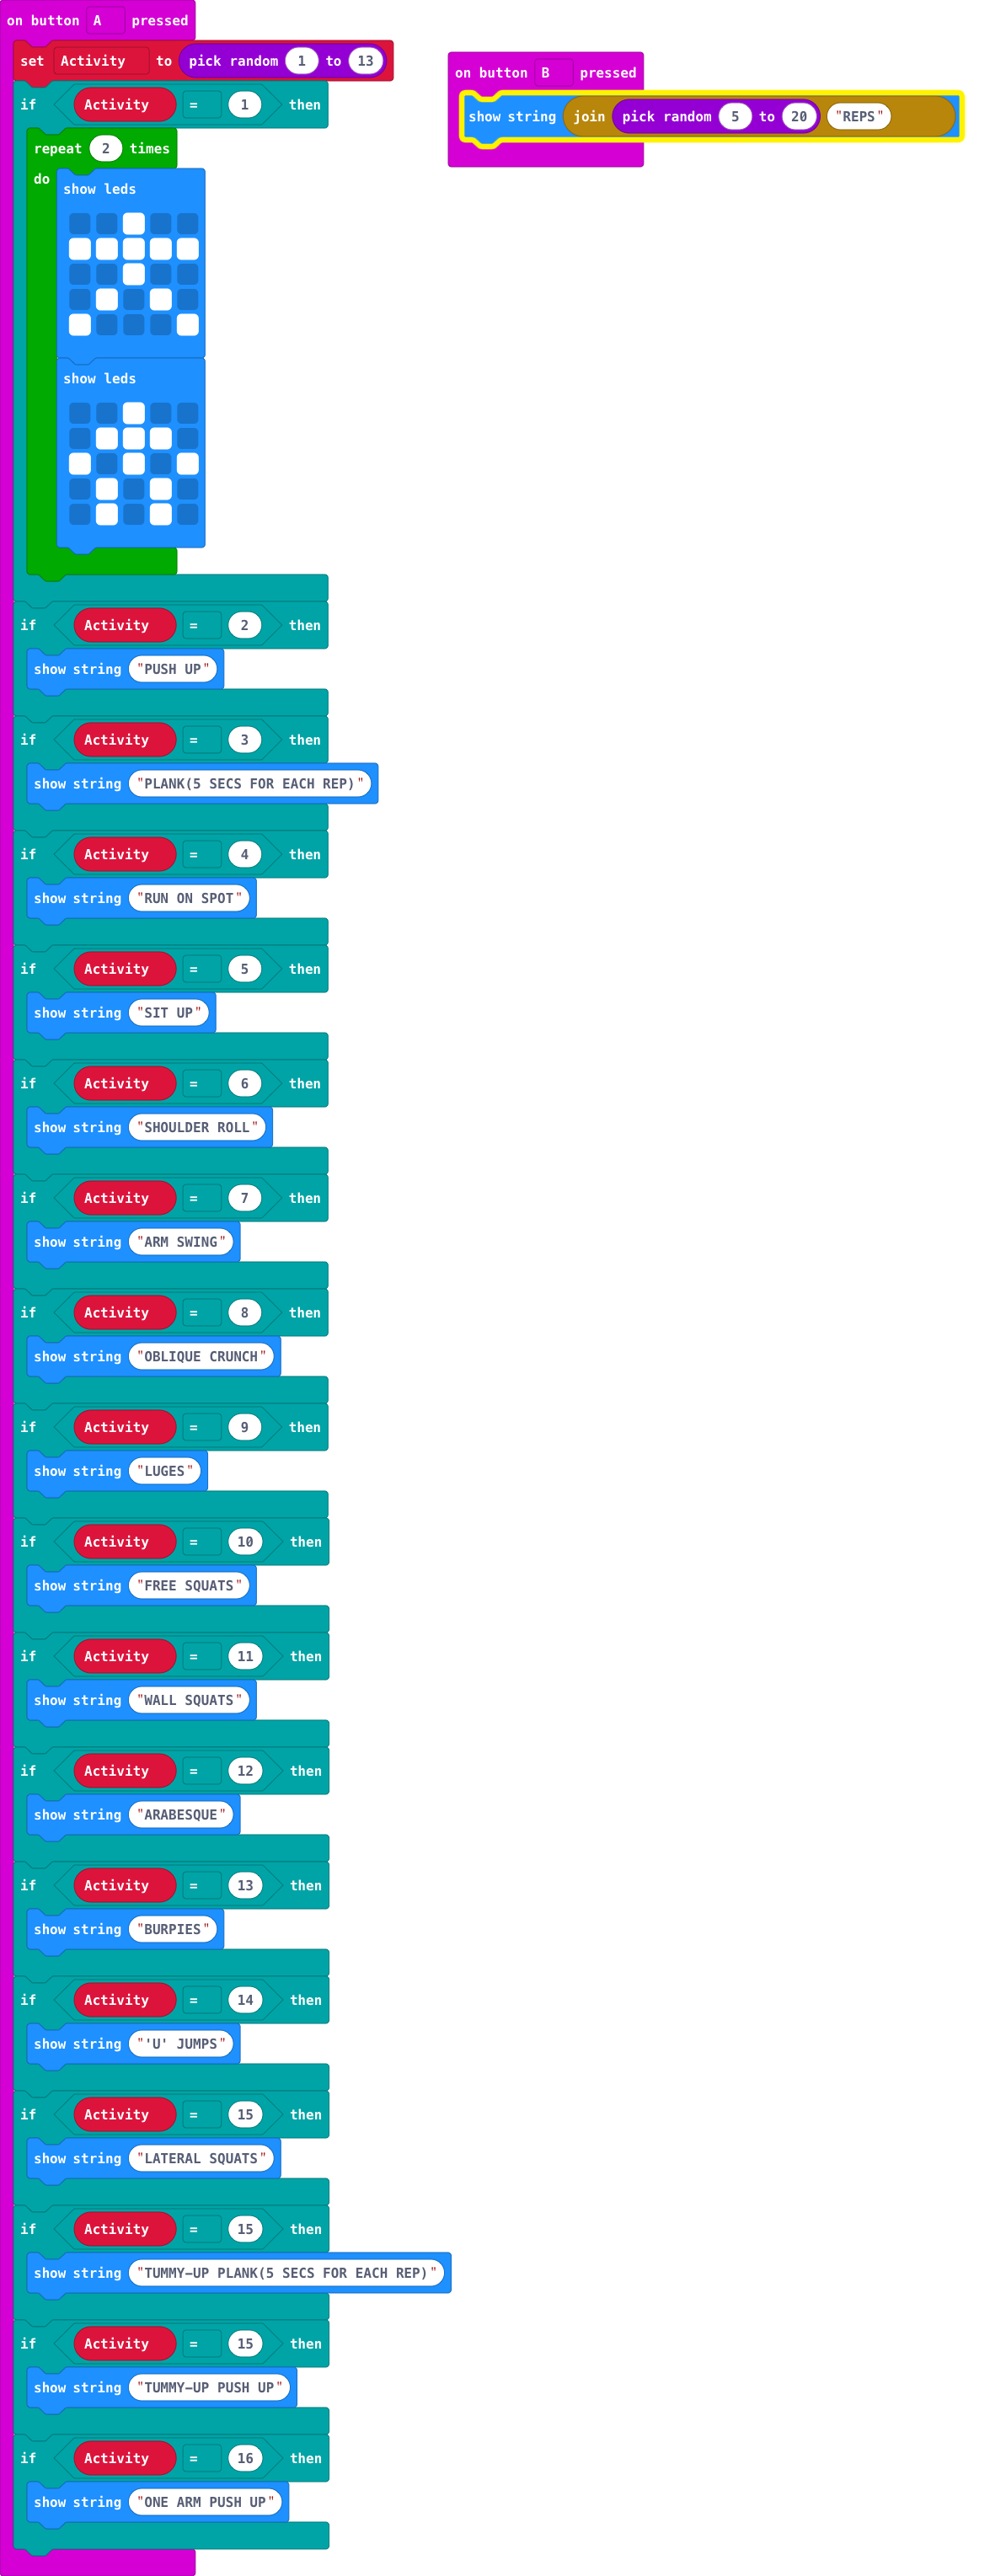 on button A pressed
set Activity to pick random 1 to 13
if Activity = 1 then
repeat 2 times
do
show leds
show leds
if Activity = 2 then
show string "PUSH UP"
if Activity = 3 then
show string "PLANK(5 SECS FOR EACH REP)"
if Activity = 4 then
show string "RUN ON SPOT"
if Activity = 5 then
show string "SIT UP"
if Activity = 6 then
show string "SHOULDER ROLL"
if Activity = 7 then
show string "ARM SWING"
if Activity = 8 then
show string "OBLIQUE CRUNCH"
if Activity = 9 then
show string "LUGES"
if Activity = 10 then
show string "FREE SQUATS"
if Activity = 11 then
show string "WALL SQUATS"
if Activity = 12 then
show string "ARABESQUE"
if Activity = 13 then
show string "BURPIES"
if Activity = 14 then
show string "'U' JUMPS"
if Activity = 15 then
show string "LATERAL SQUATS"
if Activity = 15 then
show string "TUMMY-UP PLANK(5 SECS FOR EACH REP)"
if Activity = 15 then
show string "TUMMY-UP PUSH UP"
if Activity = 16 then
show string "ONE ARM PUSH UP"
on button B pressed
show string join pick random 5 to 20 "REPS"